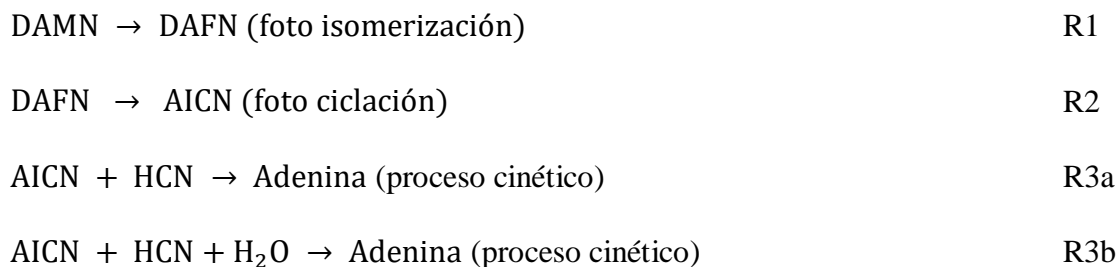 DAMN → DAFN (foto isomerización) R1
DAFN → AICN (foto ciclación) R2
AICN + HCN → Adenina (proceso cinético) R3a
AICN + HCN + H₂O → Adenina (proceso cinético) R3b